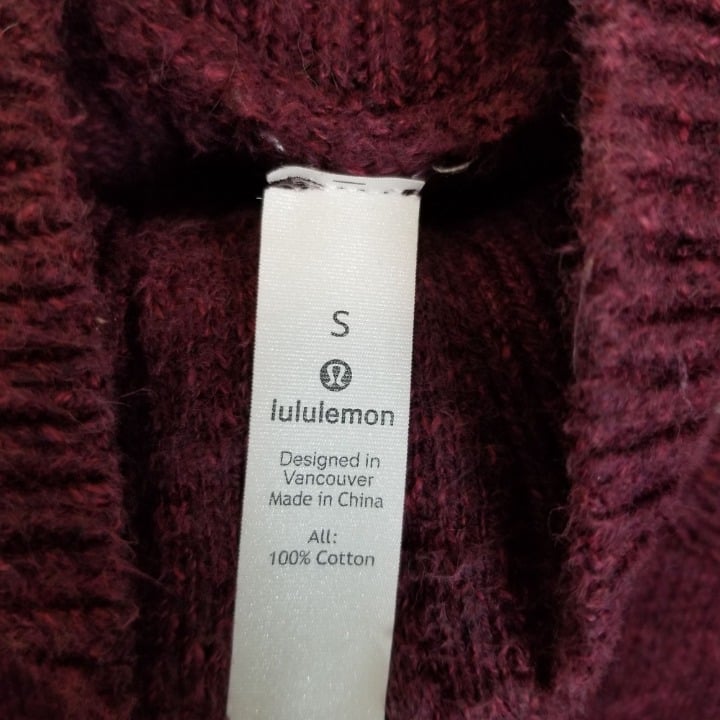 S
lululemon
Designed in
Vancouver
Made in China
All:
100% Cotton